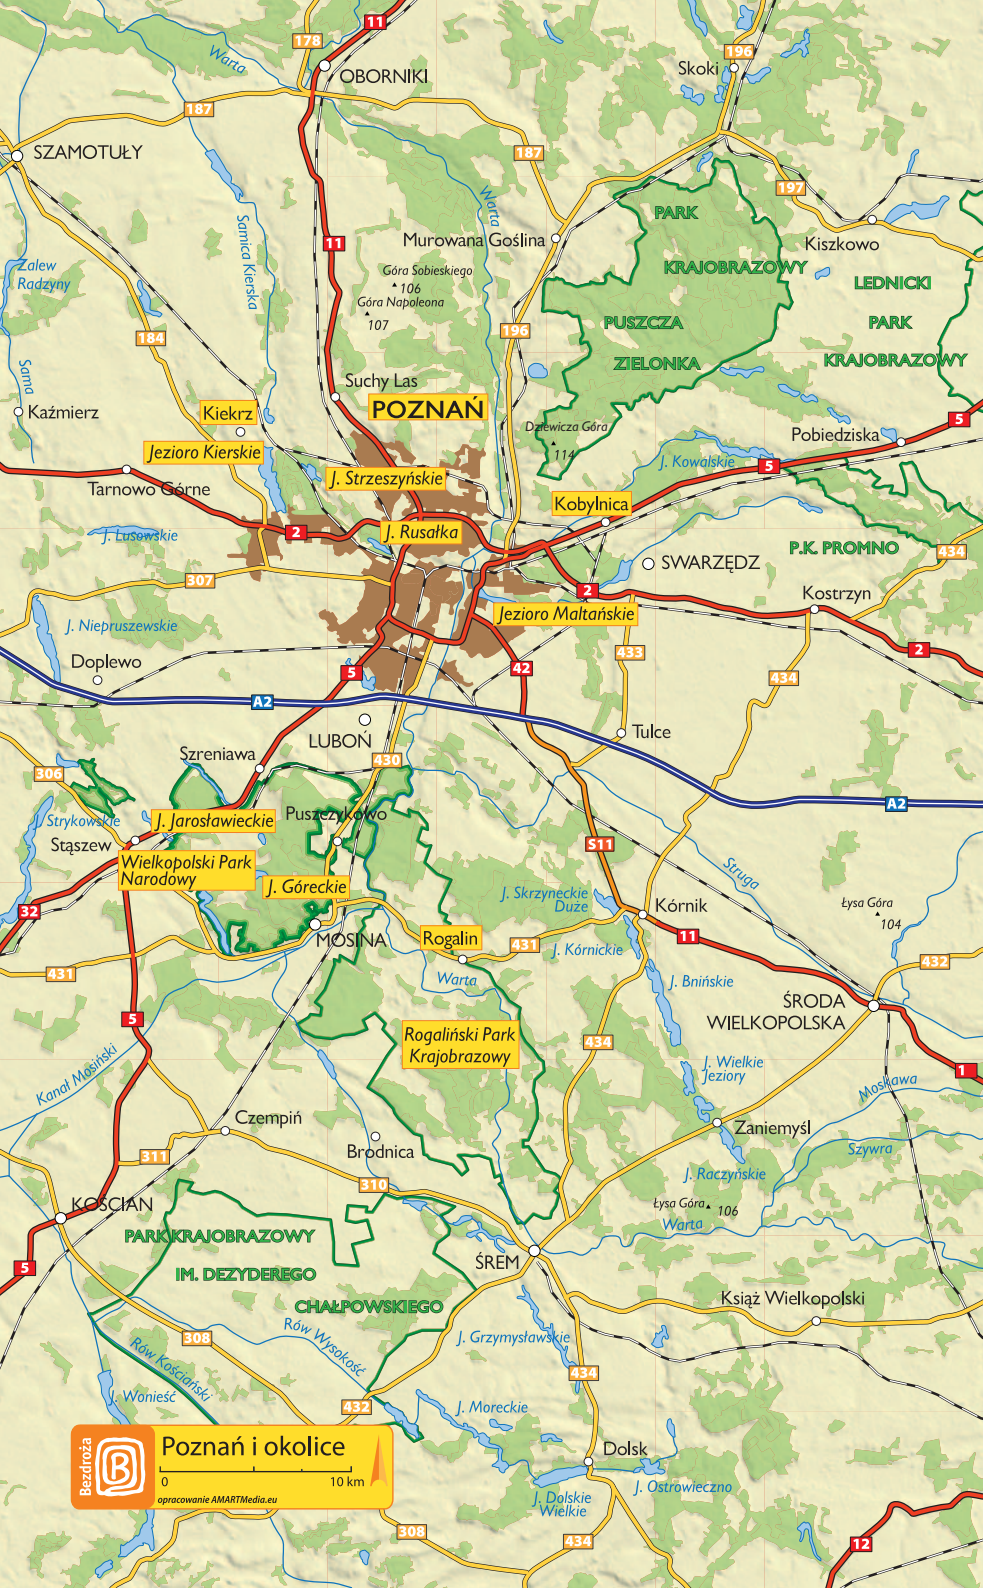 11
178
196
Skoki
Warta
OBORNIKI
187
187
SZAMOTUŁY
197
Warta
PARK
Samica Kierska
11
Murowana Goślina
Kiszkowo
Zalew
Radzyny
Góra Sobieskiego
106
KRAJOBRAZOWY
LEDNICKI
Góra Napoleona
107
PUSZCZA
PARK
184
196
ZIELONKA
KRAJOBRAZOWY
Sama
Suchy Las
Kaźmierz
Kiekrz
POZNAŃ
5
Dziewicza Góra
114
Pobiedziska
Jezioro Kierskie
J. Kowalskie
5
Tarnowo Górne
J. Strzeszyńskie
Kobylnica
J. Lusowskie
2
J. Rusałka
P.K. PROMNO
434
307
SWARZĘDZ
2
Kostrzyn
Jezioro Maltańskie
J. Niepruszewskie
Doplewo
5
42
433
434
2
A2
LUBOŃ
Tulce
Szreniawa
430
306
A2
J. Strykowskie
J. Jarosławieckie
Puszczykowo
Stąszew
S11
Wielkopolski Park
Narodowy
J. Góreckie
Struga
J. Skrzyneckie
Duże
Łysa Góra
104
32
Kórnik
MOSINA
Rogalin
431
11
J. Kórnickie
432
431
Warta
J. Bnińskie
5
ŚRODA
WIELKOPOLSKA
Rogaliński Park
Krajobrazowy
434
Kanał Mosiński
J. Wielkie
Jeziory
1
Moskawa
Czempiń
Zaniemyśl
311
Brodnica
Szywra
310
J. Raczyńskie
KOŚCIAN
Łysa Góra
106
Warta
PARK KRAJOBRAZOWY
5
ŚREM
IM. DEZYDEREGO
CHAŁPOWSKIEGO
Książ Wielkopolski
308
Rów Wysokość
J. Grzymysławskie
Rów Kościański
434
J. Wonieść
432
J. Moreckie
Bezdroża
B
Poznań i okolice
0
10 km
opracowanie AMARTMedia.eu
Dolsk
J. Ostrowieczno
J. Dolskie
Wielkie
308
434
12